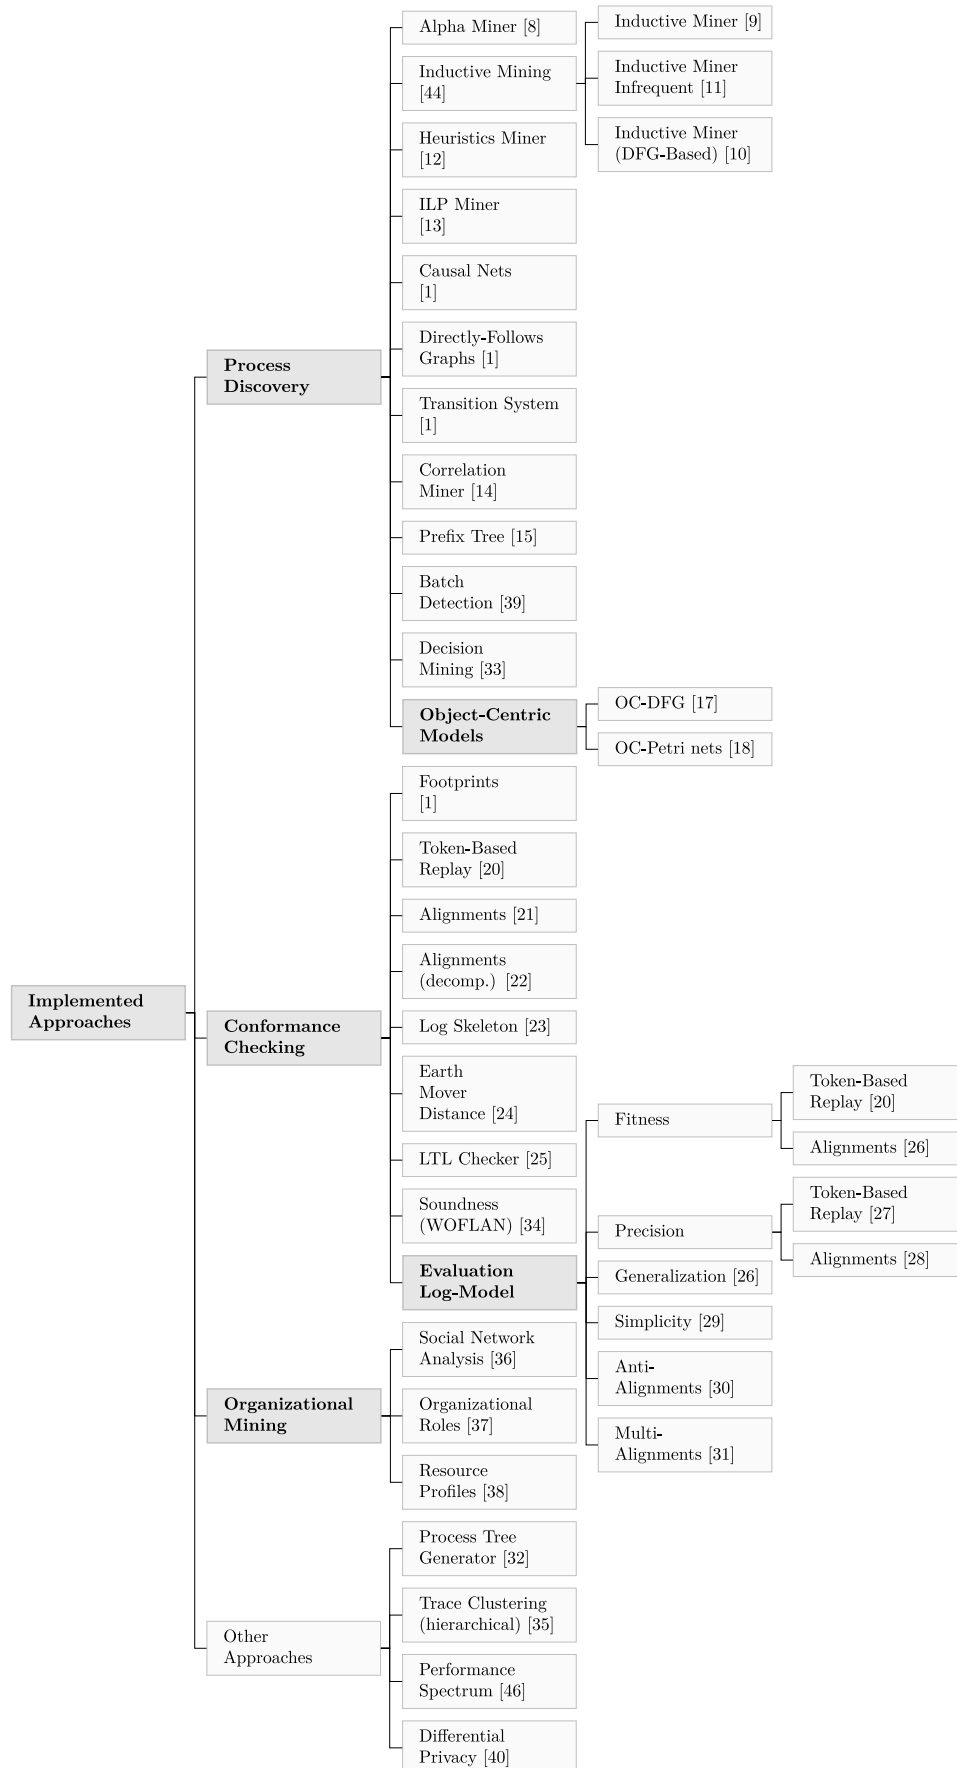 Implemented
Approaches
Process
Discovery
Alpha Miner [8]
Inductive Mining
[44]
Inductive Miner [9]
Inductive Miner
Infrequent [11]
Inductive Miner
(DFG-Based) [10]
Heuristics Miner
[12]
ILP Miner
[13]
Causal Nets
[1]
Directly-Follows
Graphs [1]
Transition System
[1]
Correlation
Miner [14]
Prefix Tree [15]
Batch
Detection [39]
Decision
Mining [33]
Object-Centric
Models
OC-DFG [17]
OC-Petri nets [18]
Conformance
Checking
Footprints
[1]
Token-Based
Replay [20]
Alignments [21]
Alignments
(decomp.) [22]
Log Skeleton [23]
Earth
Mover
Distance [24]
LTL Checker [25]
Soundness
(WOFLAN) [34]
Evaluation
Log-Model
Fitness
Token-Based
Replay [20]
Alignments [26]
Precision
Token-Based
Replay [27]
Alignments [28]
Generalization [26]
Simplicity [29]
Anti-
Alignments [30]
Multi-
Alignments [31]
Organizational
Mining
Social Network
Analysis [36]
Organizational
Roles [37]
Resource
Profiles [38]
Other
Approaches
Process Tree
Generator [32]
Trace Clustering
(hierarchical) [35]
Performance
Spectrum [46]
Differential
Privacy [40]